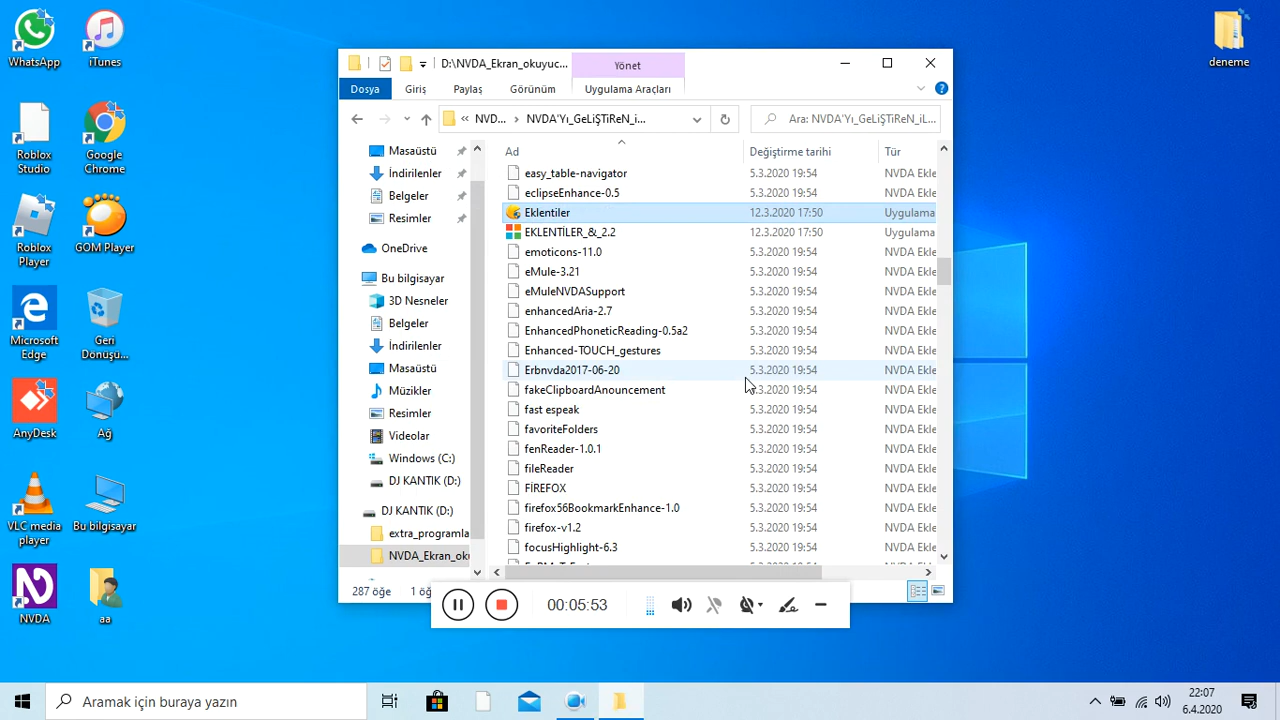 WhatsApp
iTunes
Roblox
Studio
Google
Chrome
Roblox
Player
GOM Player
Microsoft
Edge
Geri
Dönüşü...
AnyDesk
Ağ
VLC media
player
Bu bilgisayar
NVDA
aa
deneme
D:\NVDA_Ekran_okuyuc...
Yönet
Dosya
Giriş
Paylaş
Görünüm
Uygulama Araçları
« NVD... > NVDA'Yı_GeLiŞTiReN_i...
Ara: NVDA'Yı_GeLiŞTiReN_iL...
Masaüstü
İndirilenler
Belgeler
Resimler
OneDrive
Bu bilgisayar
3D Nesneler
Belgeler
İndirilenler
Masaüstü
Müzikler
Resimler
Videolar
Windows (C:)
DJ KANTIK (D:)
DJ KANTIK (D:)
extra_programla
NVDA_Ekran_oku
Ad Değiştirme tarihi Tür
easy_table-navigator 5.3.2020 19:54 NVDA Ekle
eclipseEnhance-0.5 5.3.2020 19:54 NVDA Ekle
Eklentiler 12.3.2020 17:50 Uygulama
EKLENTİLER_&_2.2 12.3.2020 17:50 Uygulama
emoticons-11.0 5.3.2020 19:54 NVDA Ekle
eMule-3.21 5.3.2020 19:54 NVDA Ekle
eMuleNVDASupport 5.3.2020 19:54 NVDA Ekle
enhancedAria-2.7 5.3.2020 19:54 NVDA Ekle
EnhancedPhoneticReading-0.5a2 5.3.2020 19:54 NVDA Ekle
Enhanced-TOUCH_gestures 5.3.2020 19:54 NVDA Ekle
Erbnvda2017-06-20 5.3.2020 19:54 NVDA Ekle
fakeClipboardAnouncement 5.3.2020 19:54 NVDA Ekle
fast espeak 5.3.2020 19:54 NVDA Ekle
favoriteFolders 5.3.2020 19:54 NVDA Ekle
fenReader-1.0.1 5.3.2020 19:54 NVDA Ekle
fileReader 5.3.2020 19:54 NVDA Ekle
FİREFOX 5.3.2020 19:54 NVDA Ekle
firefox56BookmarkEnhance-1.0 5.3.2020 19:54 NVDA Ekle
firefox-v1.2 5.3.2020 19:54 NVDA Ekle
focusHighlight-6.3 5.3.2020 19:54 NVDA Ekle
287 öğe 1 öğ
00:05:53
Aramak için buraya yazın
22:07
6.4.2020